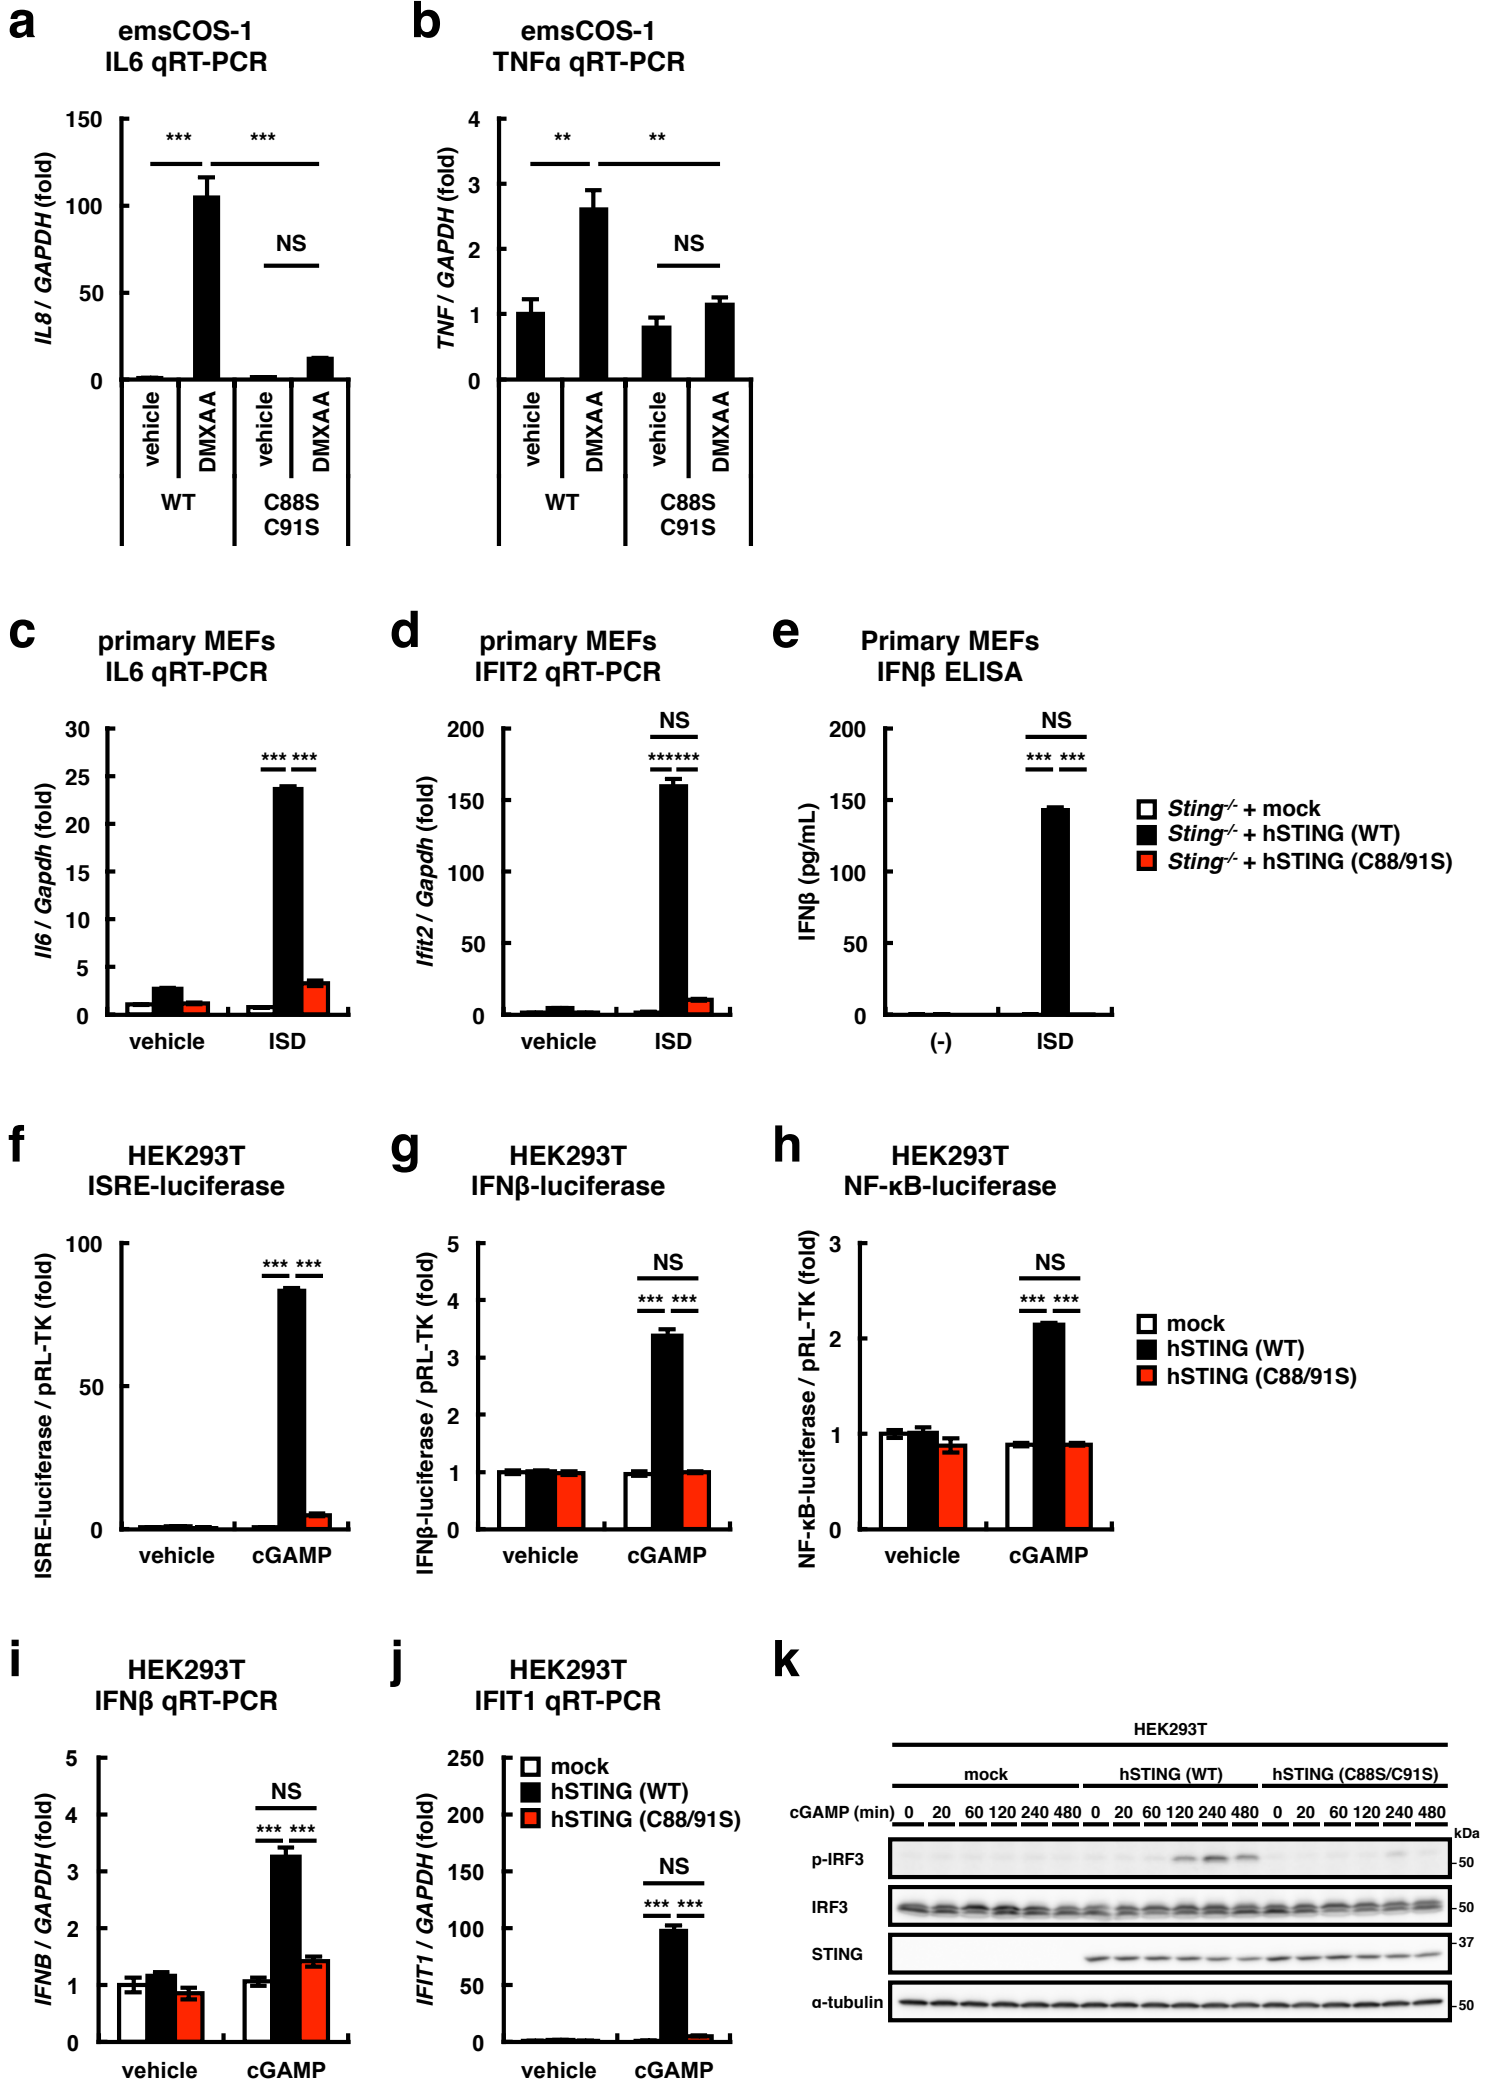 a
emsCOS-1
IL6 qRT-PCR
IL8 / GAPDH (fold)
150
100
50
0
***
***
NS
vehicle
DMXAA
vehicle
DMXAA
WT
C88S
C91S
b
emsCOS-1
TNFα qRT-PCR
TNF / GAPDH (fold)
4
3
2
1
0
**
**
NS
vehicle
DMXAA
vehicle
DMXAA
WT
C88S
C91S
c
primary MEFs
IL6 qRT-PCR
Il6 / Gapdh (fold)
30
25
20
15
10
5
0
*** ***
vehicle
ISD
d
primary MEFs
IFIT2 qRT-PCR
Ifit2 / Gapdh (fold)
200
150
100
50
0
NS
******
vehicle
ISD
e
Primary MEFs
IFNβ ELISA
IFNβ (pg/mL)
200
150
100
50
0
NS
*** ***
(-)
ISD
Sting-/- + mock
Sting-/- + hSTING (WT)
Sting-/- + hSTING (C88/91S)
f
HEK293T
ISRE-luciferase
ISRE-luciferase / pRL-TK (fold)
100
50
0
*** ***
vehicle
cGAMP
g
HEK293T
IFNβ-luciferase
IFNβ-luciferase / pRL-TK (fold)
5
4
3
2
1
0
NS
*** ***
vehicle
cGAMP
h
HEK293T
NF-κB-luciferase
NF-κB-luciferase / pRL-TK (fold)
3
2
1
0
NS
*** ***
vehicle
cGAMP
mock
hSTING (WT)
hSTING (C88/91S)
i
HEK293T
IFNβ qRT-PCR
IFNB / GAPDH (fold)
5
4
3
2
1
0
NS
*** ***
vehicle
cGAMP
j
HEK293T
IFIT1 qRT-PCR
IFIT1 / GAPDH (fold)
250
200
150
100
50
0
mock
hSTING (WT)
hSTING (C88/91S)
NS
*** ***
vehicle
cGAMP
k
HEK293T
mock
hSTING (WT)
hSTING (C88S/C91S)
cGAMP (min) 0 20 60 120 240 480 0 20 60 120 240 480 0 20 60 120 240 480
kDa
p-IRF3
50
IRF3
50
STING
37
α-tubulin
50